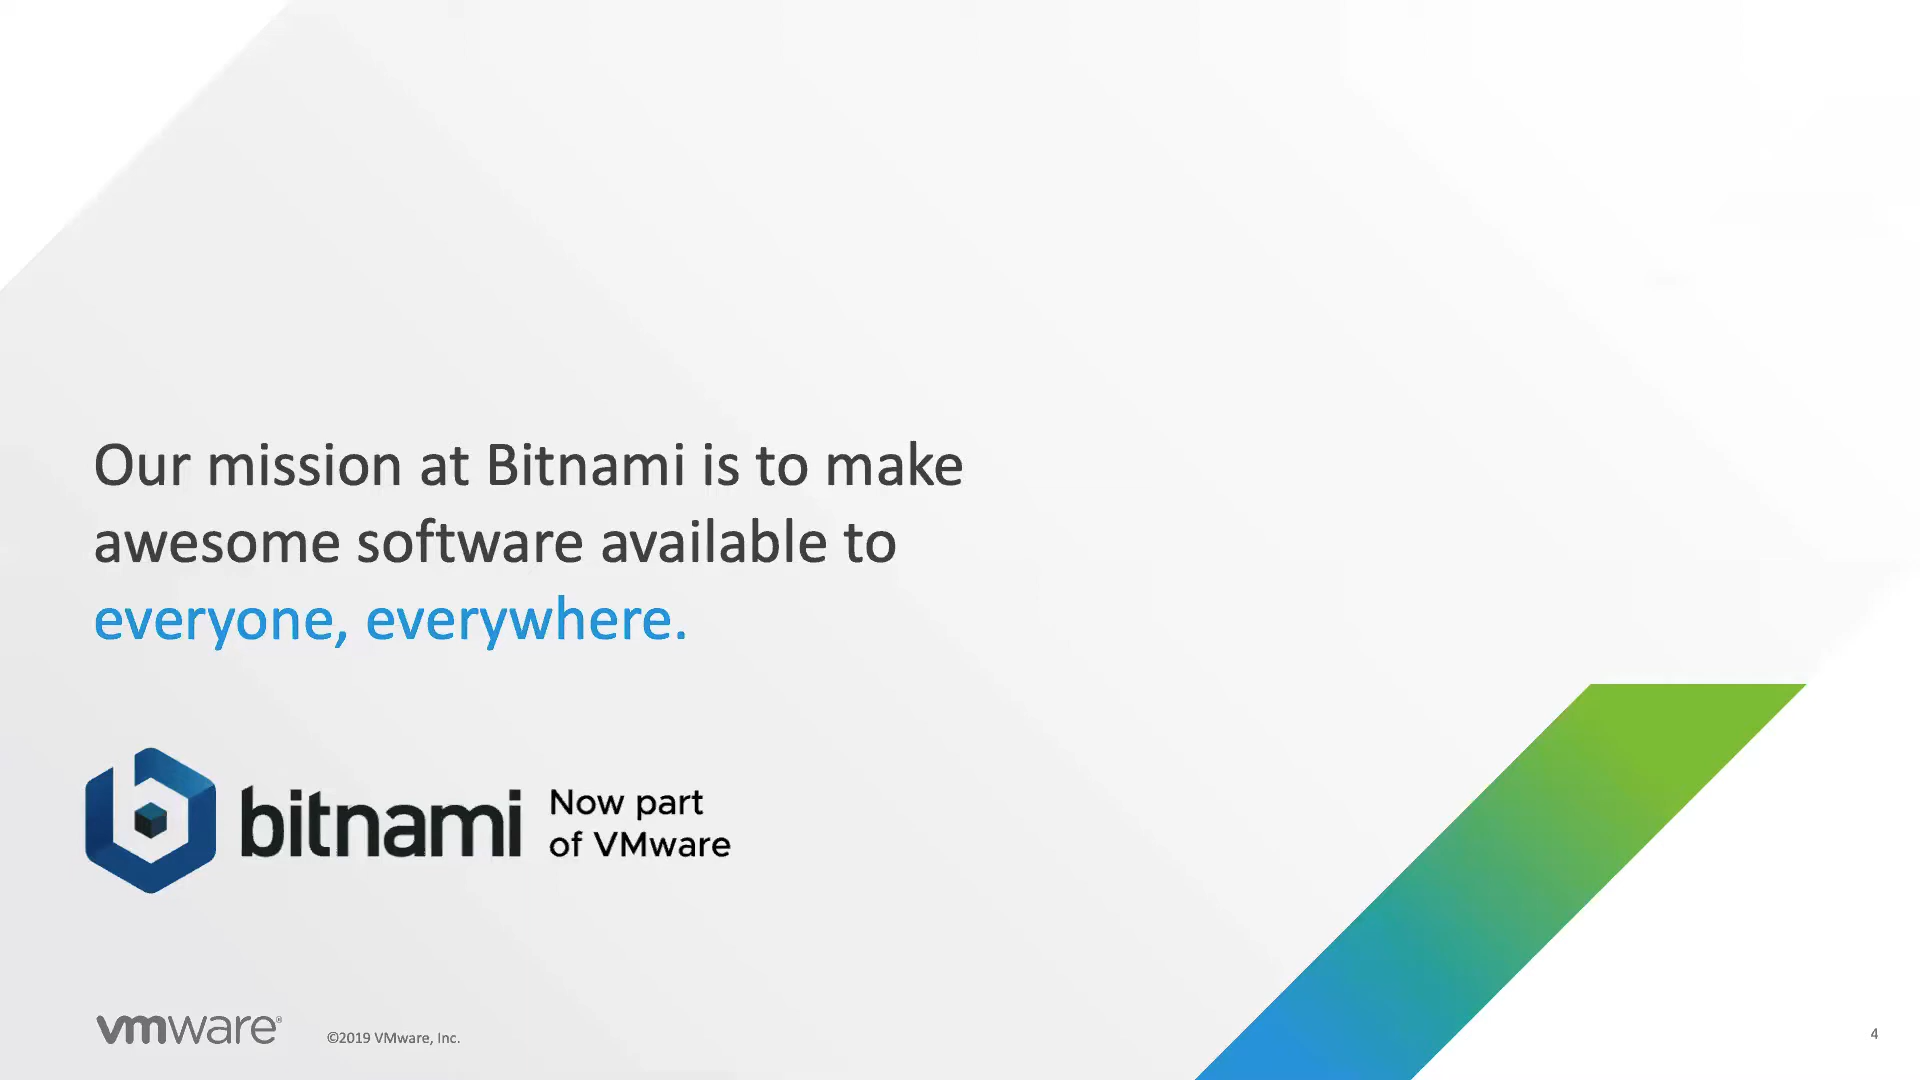 Our mission at Bitnami is to make
awesome software available to
everyone, everywhere.
bitnami
Now part
of VMware
vmware®
©2019 VMware, Inc.
4